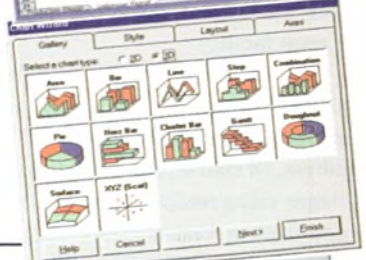 Chart Wizard
Gallery Style Layout Axes
Select a chart type: 2D 3D
Area Bar Line Step Combination
Pie Horz Bar Cluster Bar Gantt Doughnut
Surface XYZ (Scat)
Help Cancel Next> Finish